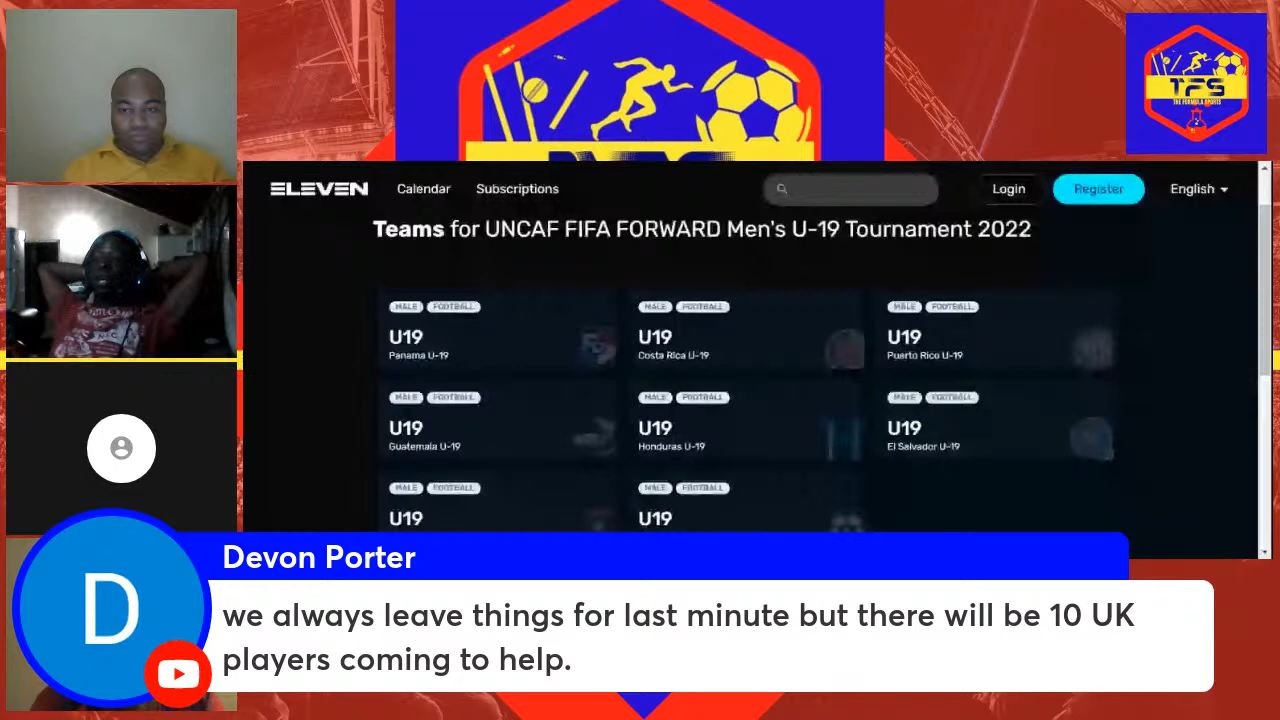 TFS
THE FORMULA SPORTS
ELEVEN Calendar Subscriptions Login Register English
Teams for UNCAF FIFA FORWARD Men's U-19 Tournament 2022
MALE FOOTBALL MALE FOOTBALL MALE FOOTBALL
U19 U19 U19
Panama U-19 Costa Rica U-19 Puerto Rico U-19
MALE FOOTBALL MALE FOOTBALL MALE FOOTBALL
U19 U19 U19
Guatemala U-19 Honduras U-19 El Salvador U-19
MALE FOOTBALL MALE FOOTBALL
U19 U19
D
Devon Porter
we always leave things for last minute but there will be 10 UK
players coming to help.